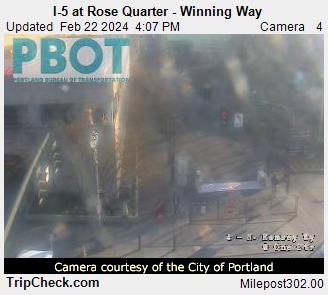 I-5 at Rose Quarter - Winning Way
Updated Feb 22 2024 4:07 PM Camera 4
PBOT
PORTLAND BUREAU OF TRANSPORTATION
Camera courtesy of the City of Portland
TripCheck.com Milepost302.00